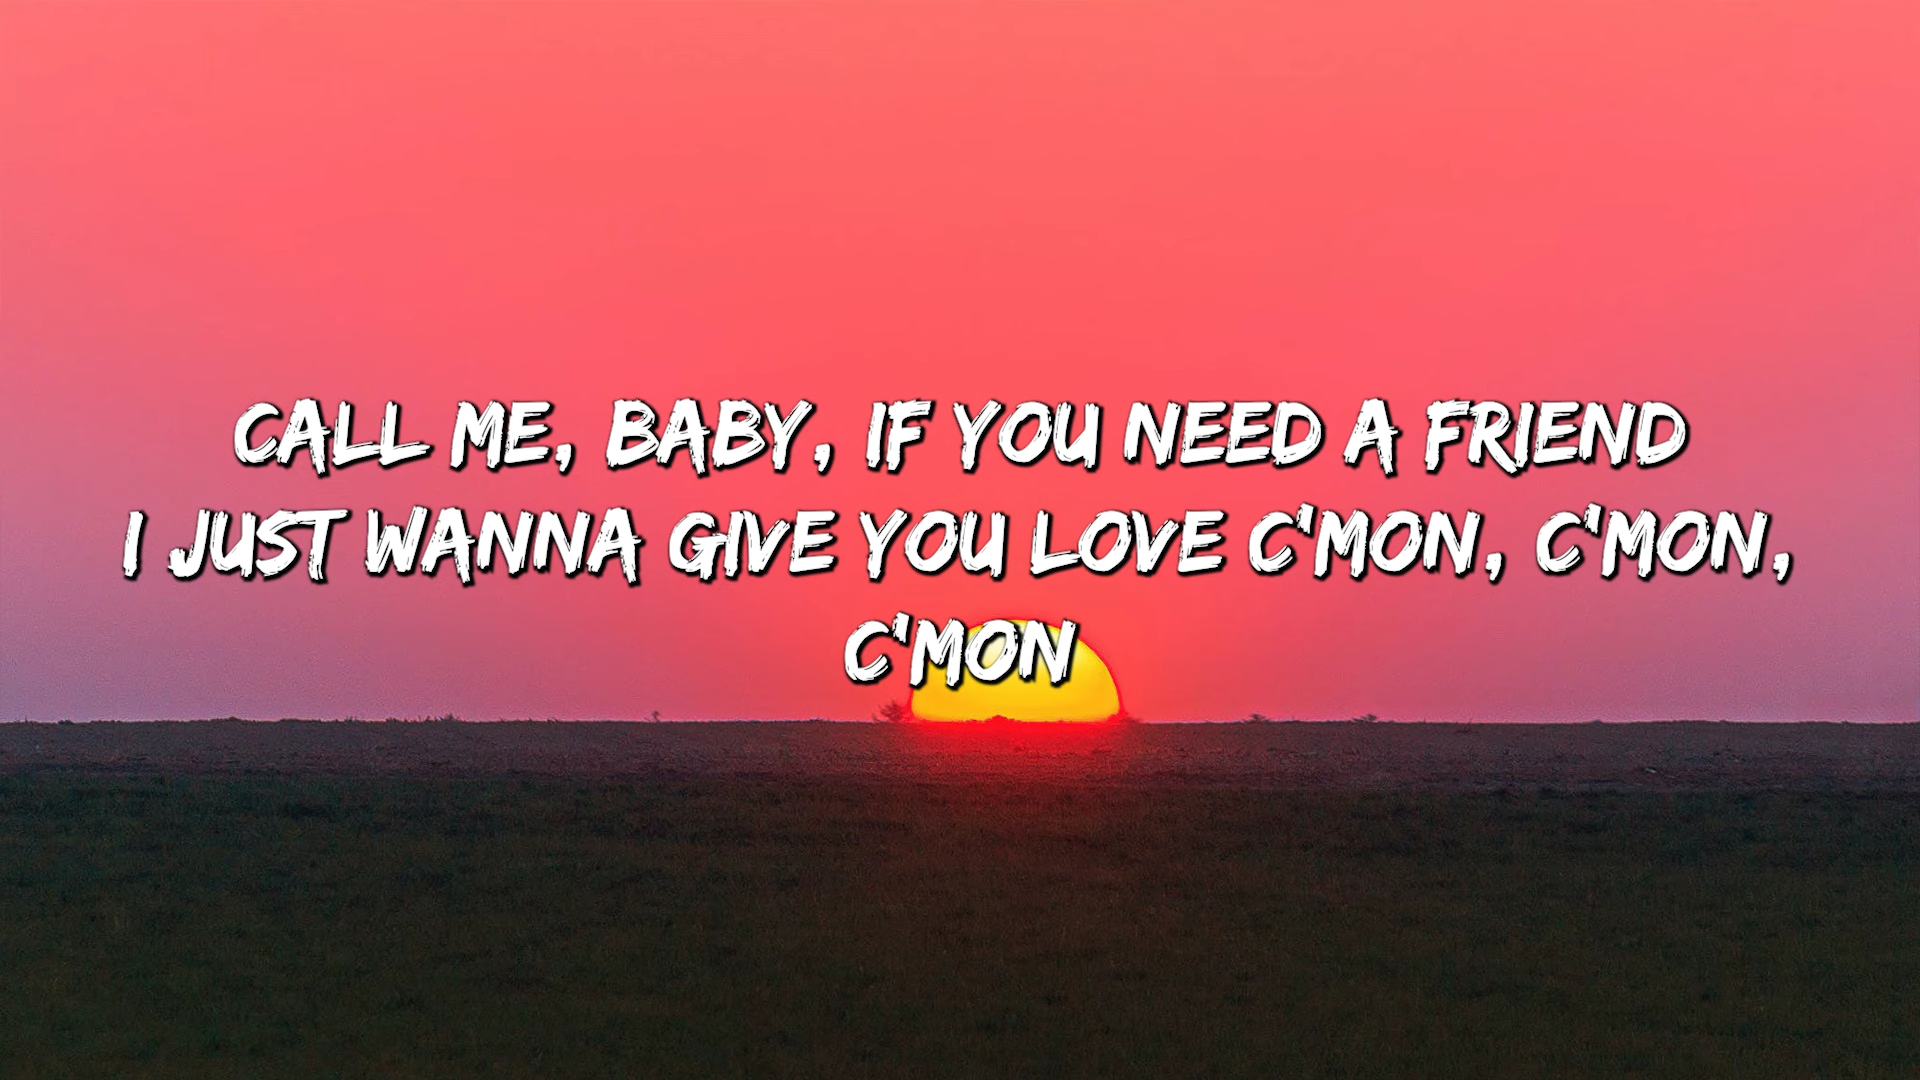 CALL ME, BABY, IF YOU NEED A FRIEND
I JUST WANNA GIVE YOU LOVE C'MON, C'MON,
C'MON